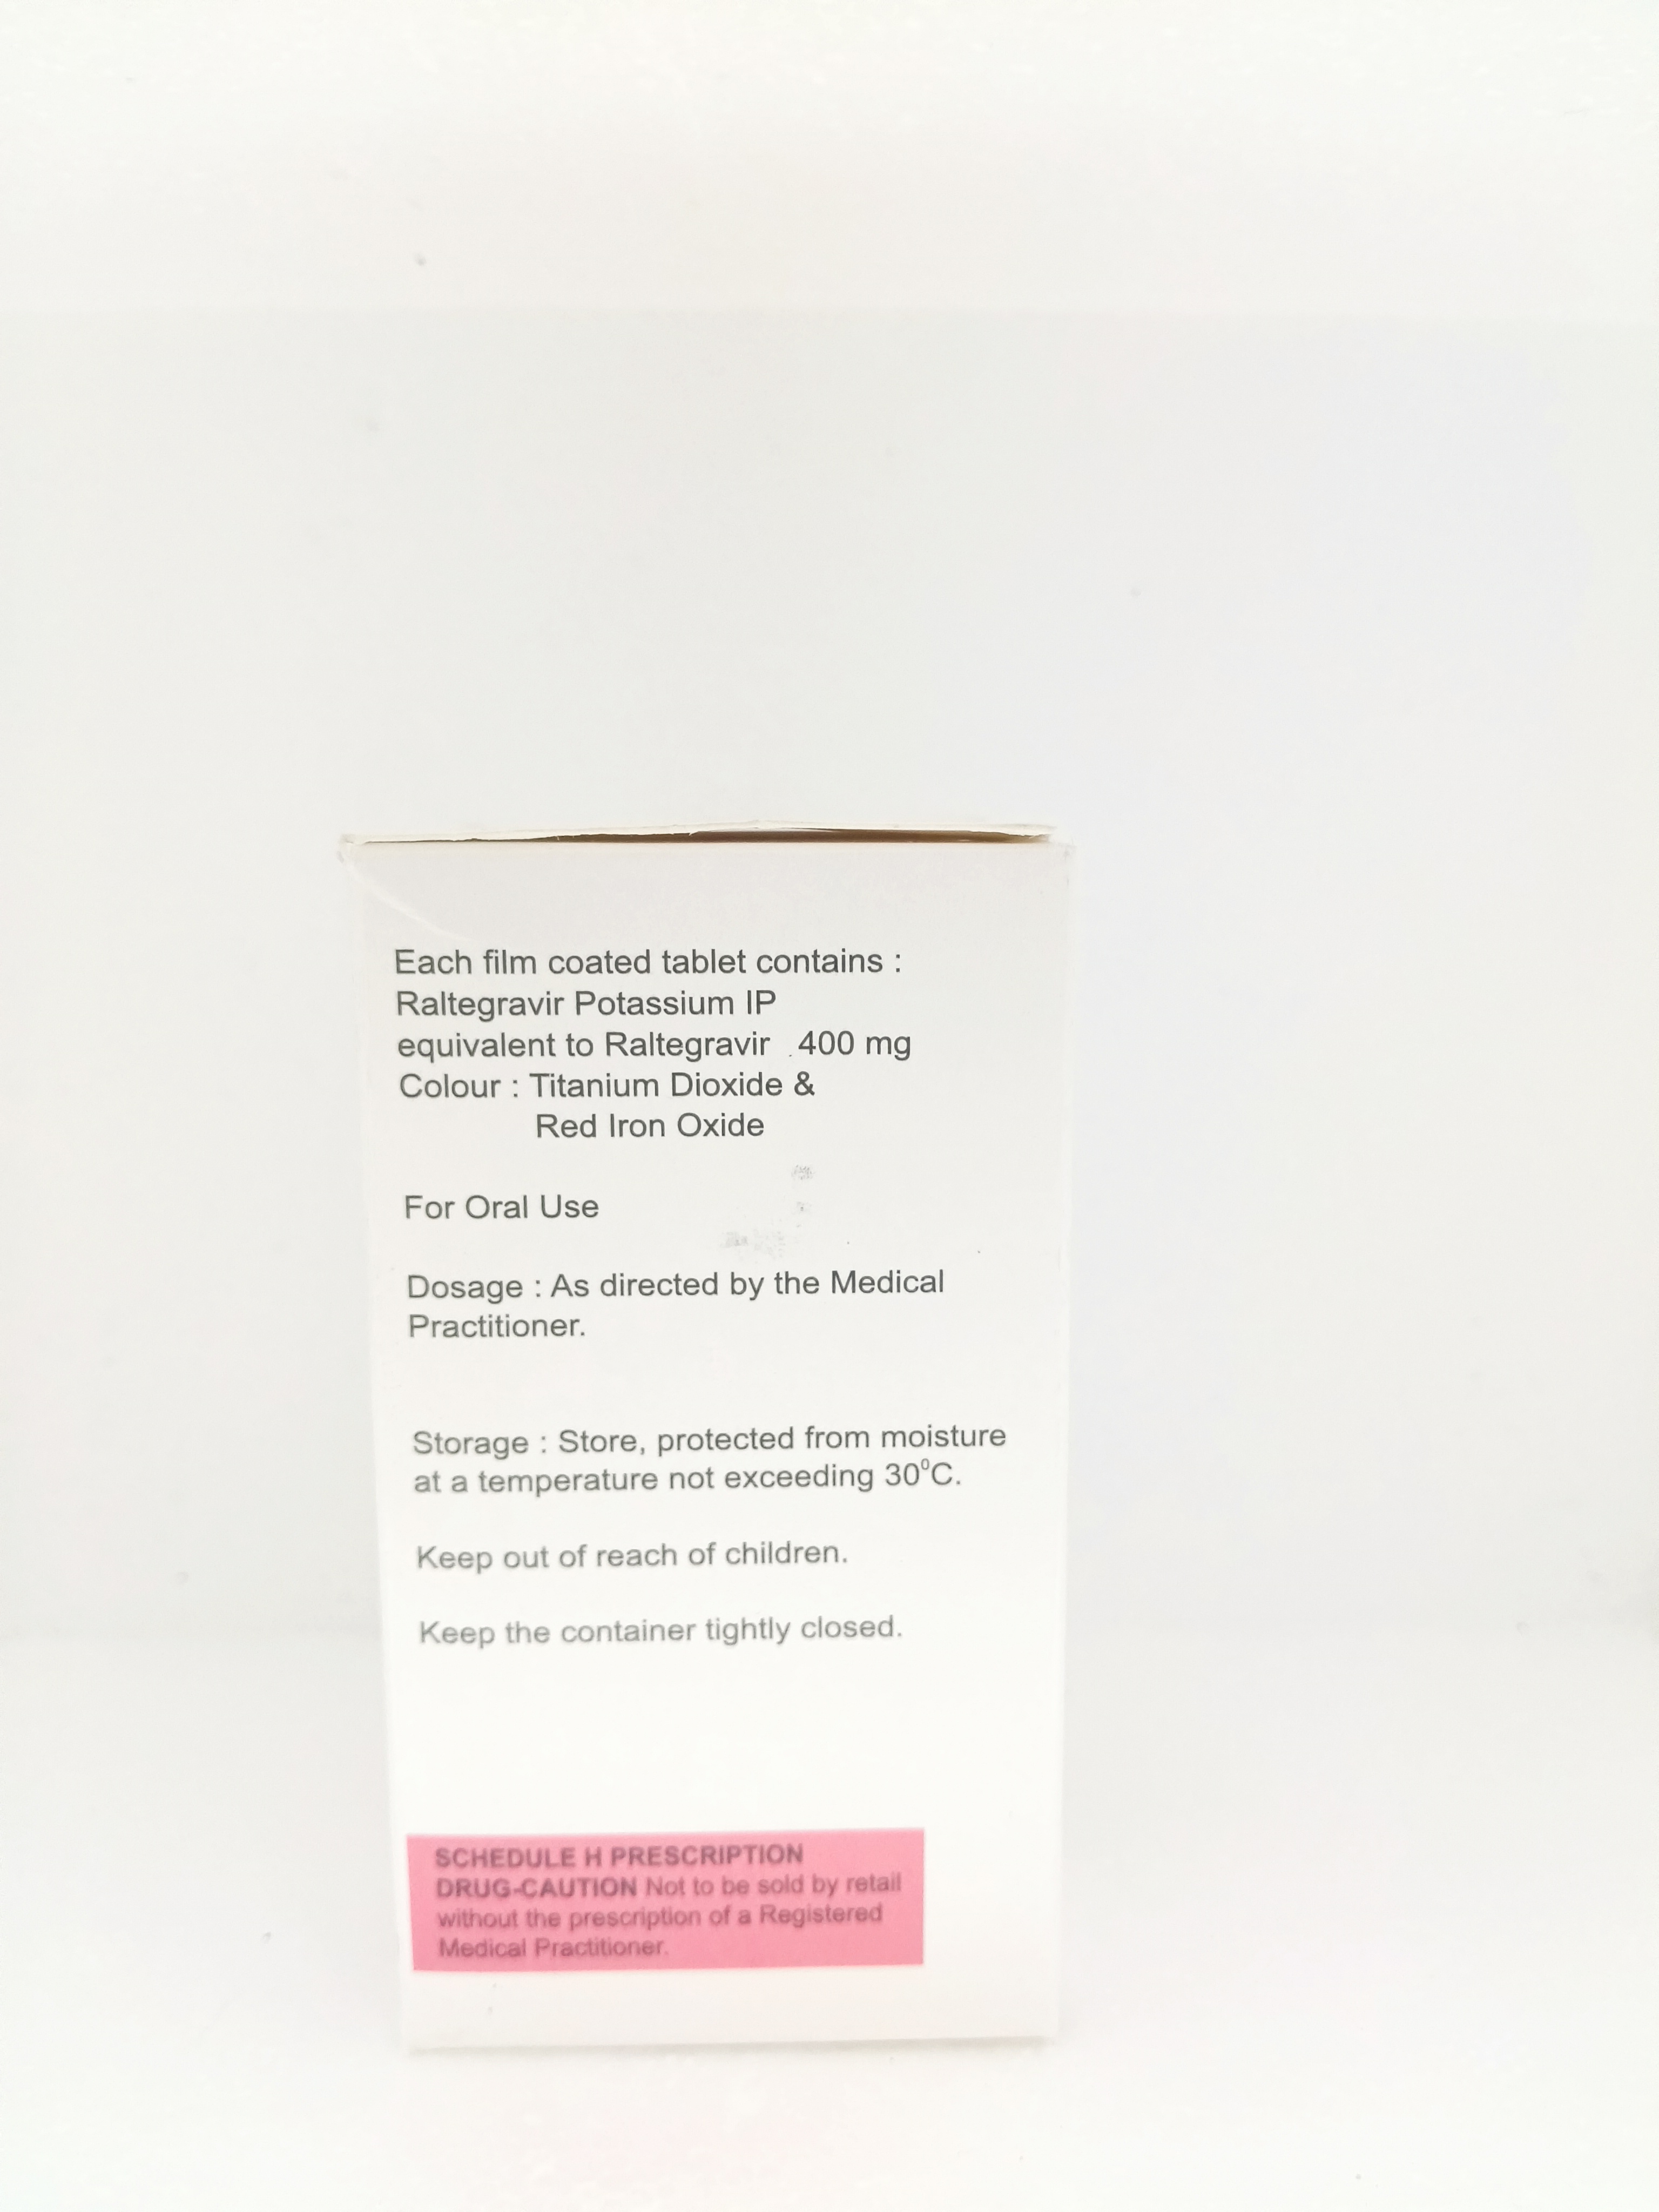 Each film coated tablet contains :
Raltegravir Potassium IP
equivalent to Raltegravir 400 mg
Colour : Titanium Dioxide &
Red Iron Oxide
For Oral Use
Dosage : As directed by the Medical
Practitioner.
Storage : Store, protected from moisture
at a temperature not exceeding 30⁰C.
Keep out of reach of children.
Keep the container tightly closed.
SCHEDULE H PRESCRIPTION
DRUG-CAUTION Not to be sold by retail
without the prescription of a Registered
Medical Practitioner.